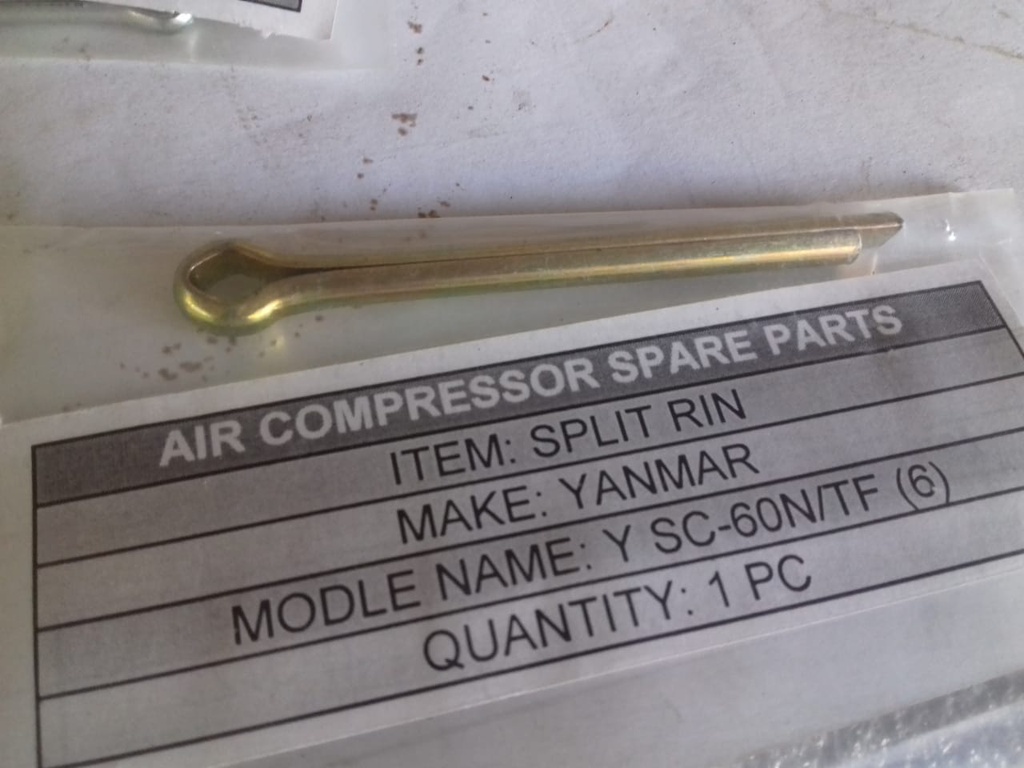 AIR COMPRESSOR SPARE PARTS
ITEM: SPLIT RIN
MAKE: YANMAR
MODLE NAME: Y SC-60N/TF (6)
QUANTITY: 1 PC